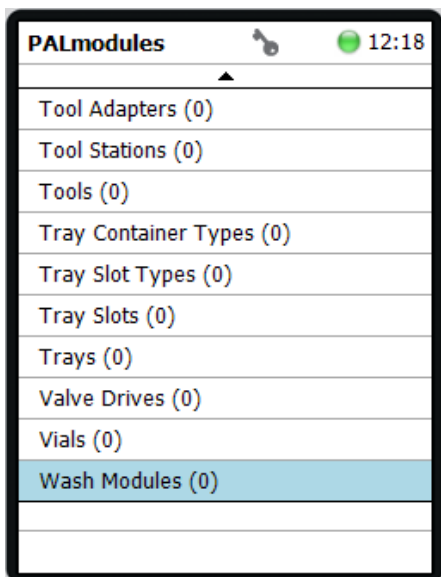 PALmodules 12:18
Tool Adapters (0)
Tool Stations (0)
Tools (0)
Tray Container Types (0)
Tray Slot Types (0)
Tray Slots (0)
Trays (0)
Valve Drives (0)
Vials (0)
Wash Modules (0)